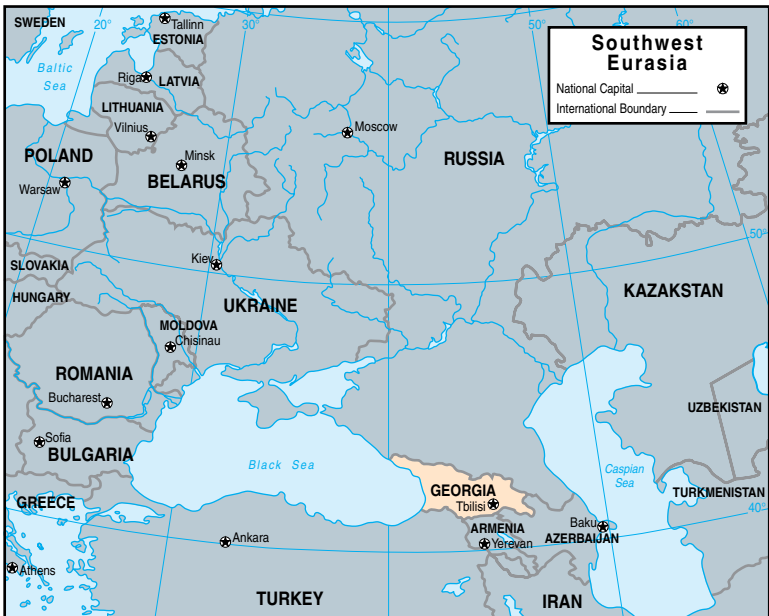 SWEDEN
20°
Tallinn
ESTONIA
30°
40°
50°
60°
Southwest
Eurasia
National Capital
International Boundary
Baltic
Sea
Riga
LATVIA
LITHUANIA
Vilnius
Moscow
Minsk
POLAND
BELARUS
Warsaw
RUSSIA
50°
SLOVAKIA
Kiev
HUNGARY
UKRAINE
KAZAKSTAN
MOLDOVA
Chisinau
ROMANIA
Bucharest
UZBEKISTAN
Sofia
BULGARIA
Black Sea
Caspian
Sea
GEORGIA
Tbilisi
TURKMENISTAN
GREECE
40°
ARMENIA
Baku
AZERBAIJAN
Ankara
Yerevan
Athens
TURKEY
IRAN